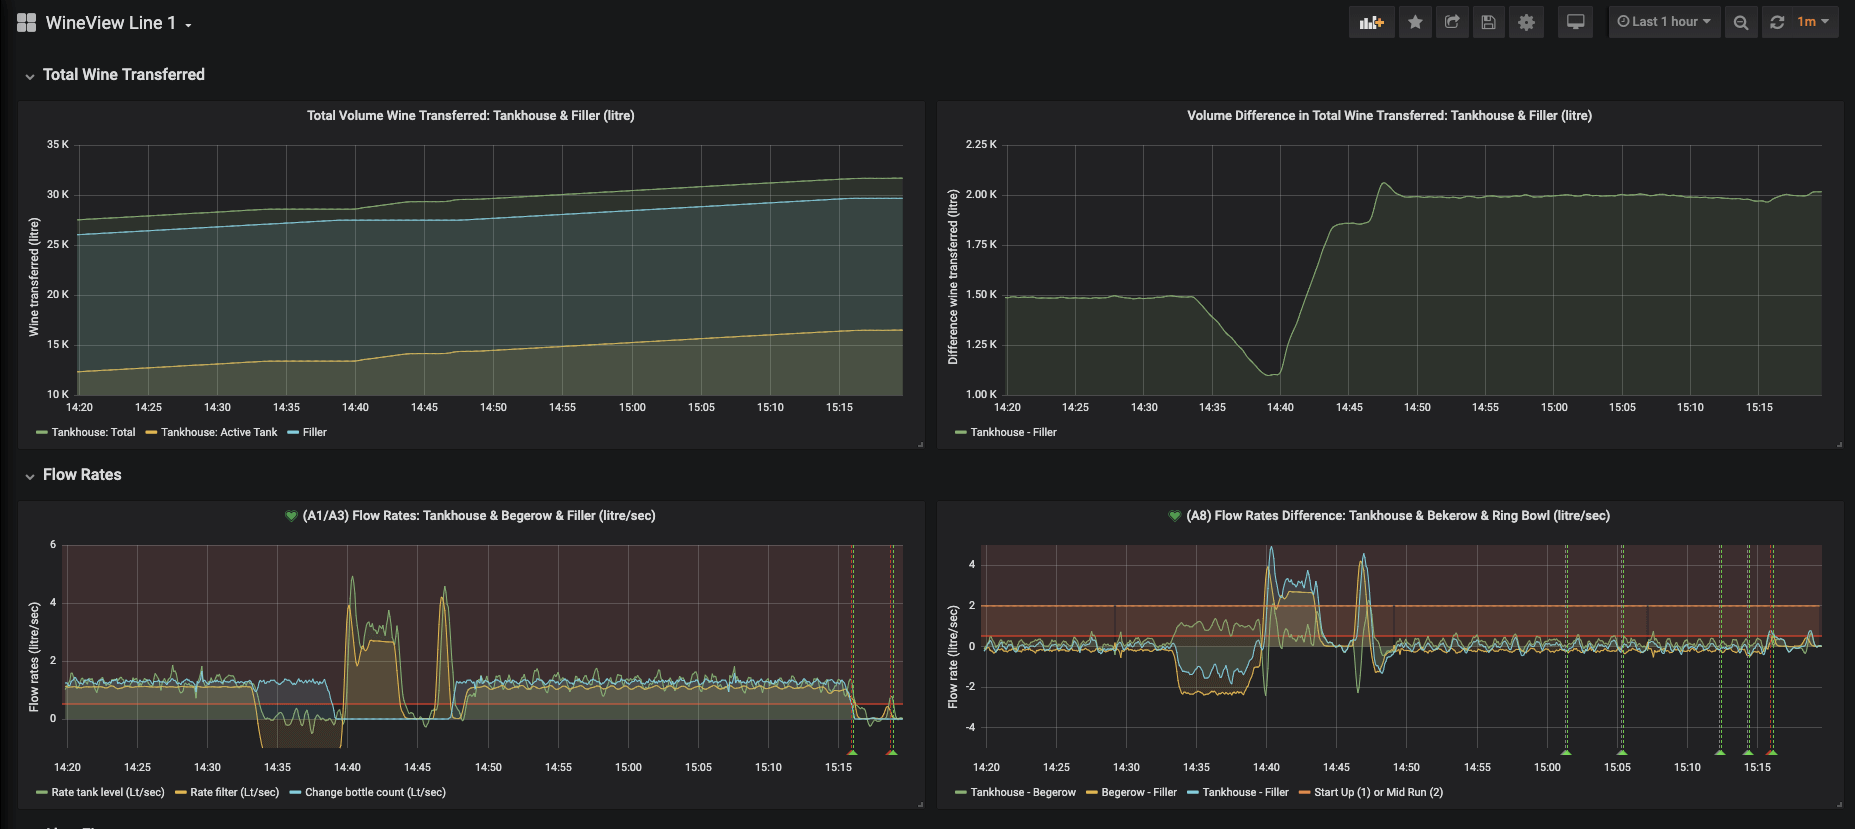 WineView Line 1
Last 1 hour
1m
Total Wine Transferred
Total Volume Wine Transferred: Tankhouse & Filler (litre)
Wine transferred (litre)
35 K
30 K
25 K
20 K
15 K
10 K
14:20 14:25 14:30 14:35 14:40 14:45 14:50 14:55 15:00 15:05 15:10 15:15
Tankhouse: Total Tankhouse: Active Tank Filler
Volume Difference in Total Wine Transferred: Tankhouse & Filler (litre)
Difference wine transferred (litre)
2.25 K
2.00 K
1.75 K
1.50 K
1.25 K
1.00 K
14:20 14:25 14:30 14:35 14:40 14:45 14:50 14:55 15:00 15:05 15:10 15:15
Tankhouse - Filler
Flow Rates
(A1/A3) Flow Rates: Tankhouse & Begerow & Filler (litre/sec)
Flow rates (litre/sec)
6
4
2
0
14:20 14:25 14:30 14:35 14:40 14:45 14:50 14:55 15:00 15:05 15:10 15:15
Rate tank level (Lt/sec) Rate filter (Lt/sec) Change bottle count (Lt/sec)
(A8) Flow Rates Difference: Tankhouse & Bekerow & Ring Bowl (litre/sec)
Flow rate (litre/sec)
4
2
0
-2
-4
14:20 14:25 14:30 14:35 14:40 14:45 14:50 14:55 15:00 15:05 15:10 15:15
Tankhouse - Begerow Begerow - Filler Tankhouse - Filler Start Up (1) or Mid Run (2)